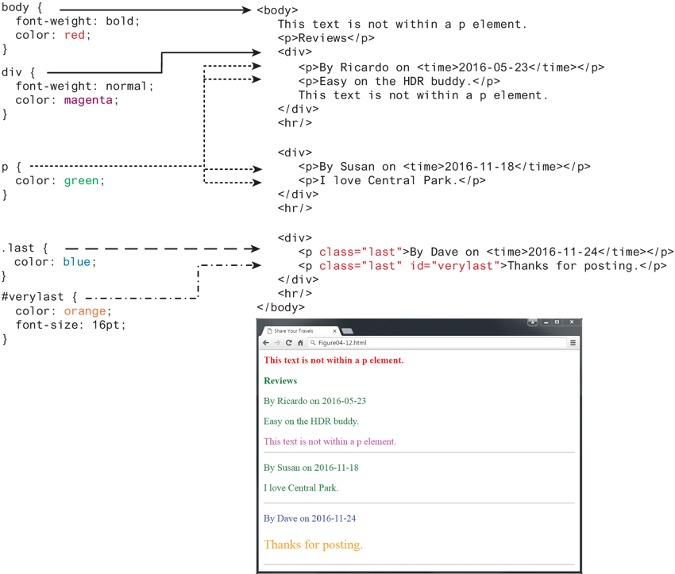 body {
font-weight: bold;
color: red;
}
div {
font-weight: normal;
color: magenta;
}
p {
color: green;
}
.last {
color: blue;
}
#verylast {
color: orange;
font-size: 16pt;
}
<body>
This text is not within a p element.
<p>Reviews</p>
<div>
<p>By Ricardo on <time>2016-05-23</time></p>
<p>Easy on the HDR buddy.</p>
This text is not within a p element.
</div>
<hr/>
<div>
<p>By Susan on <time>2016-11-18</time></p>
<p>I love Central Park.</p>
</div>
<hr/>
<div>
<p class="last">By Dave on <time>2016-11-24</time></p>
<p class="last" id="verylast">Thanks for posting.</p>
</div>
<hr/>
</body>
Share Your Travels
Figure04-12.html
This text is not within a p element.
Reviews
By Ricardo on 2016-05-23
Easy on the HDR buddy.
This text is not within a p element.
By Susan on 2016-11-18
I love Central Park.
By Dave on 2016-11-24
Thanks for posting.